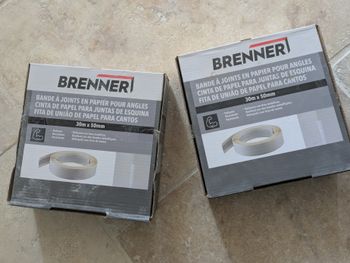 BRENNER
BANDE À JOINTS EN PAPIER POUR ANGLES
CINTA DE PAPEL PARA JUNTAS DE ESQUINA
FITA DE UNIÃO DE PAPEL PARA CANTOS
30m x 50mm
BRENNER
BANDE À JOINTS EN PAPIER POUR ANGLES
CINTA DE PAPEL PARA JUNTAS DE ESQUINA
FITA DE UNIÃO DE PAPEL PARA CANTOS
30m x 50mm